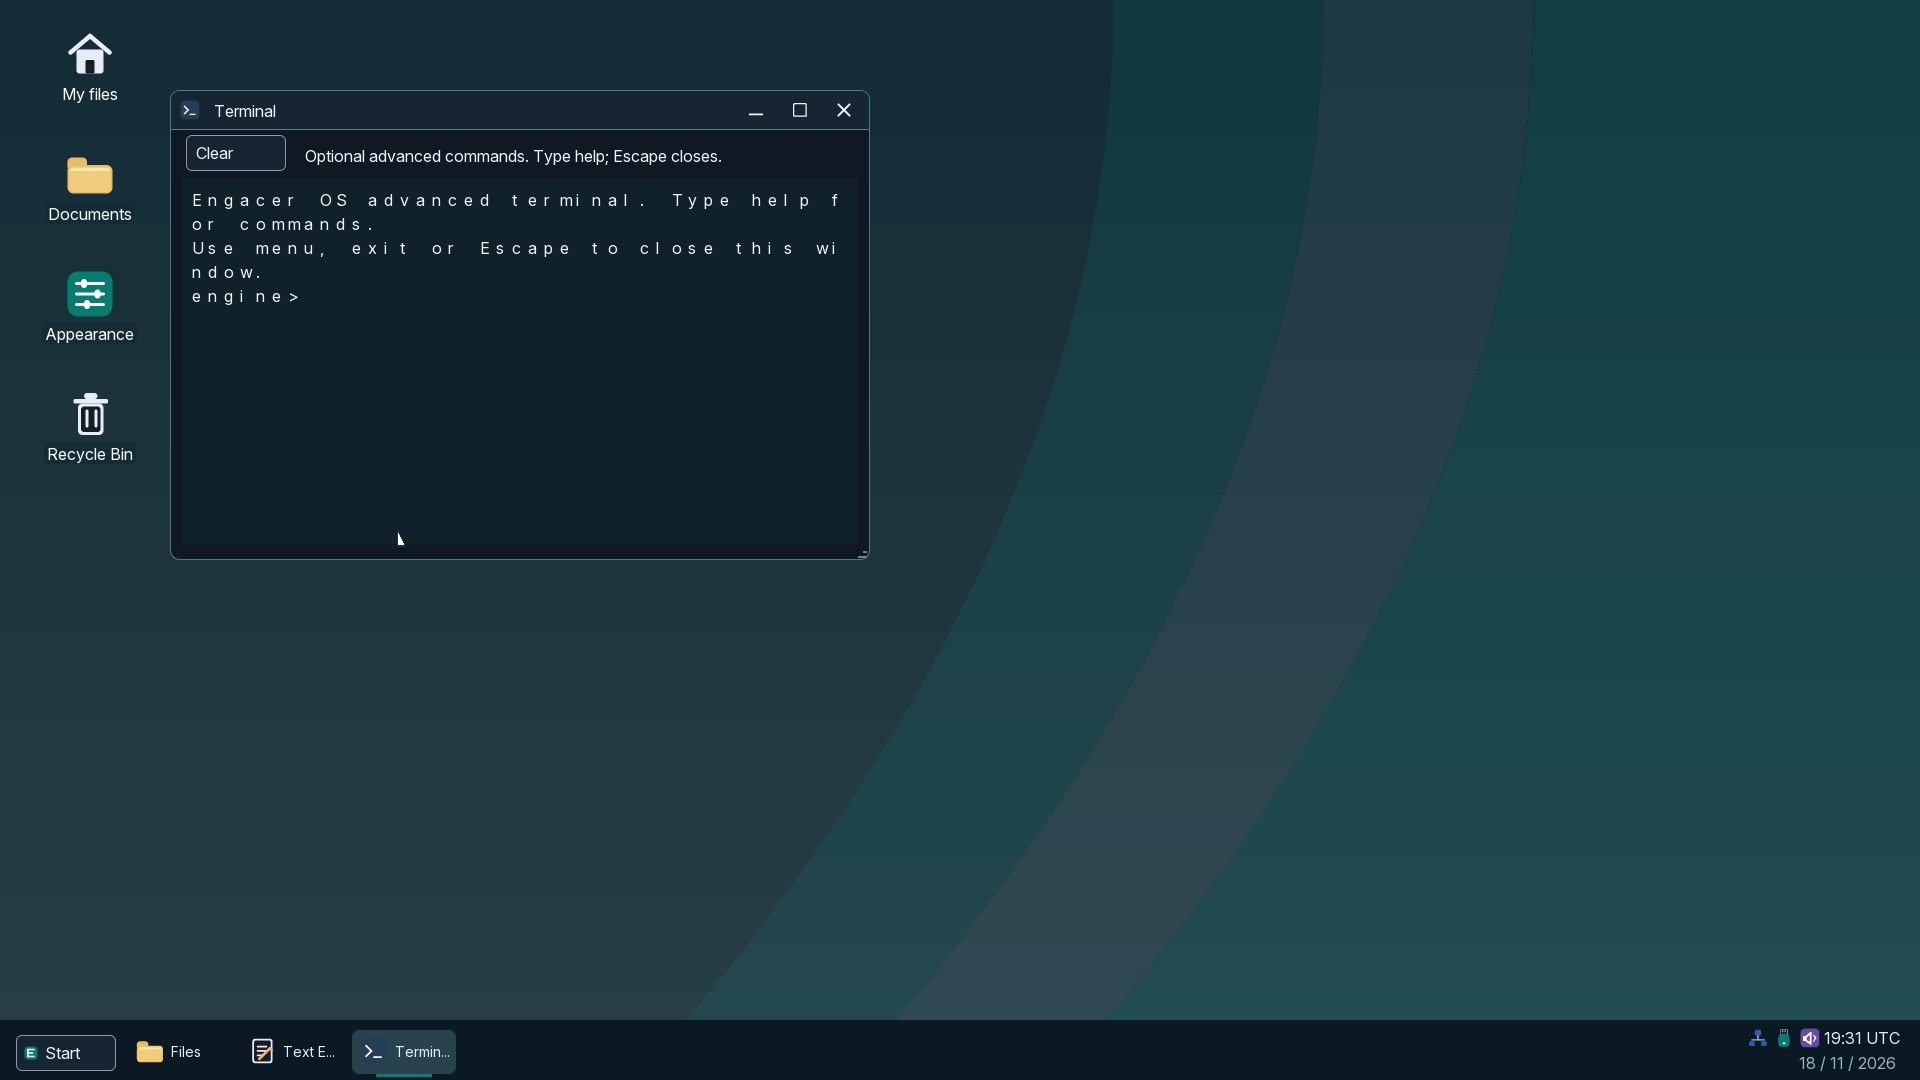 My files
Documents
Appearance
Recycle Bin
Terminal
Clear
Optional advanced commands. Type help; Escape closes.
Engacer OS advanced terminal. Type help f
or commands.
Use menu, exit or Escape to close this wi
ndow.
engine>
Start
Files
Text E...
Termin...
19:31 UTC
18 / 11 / 2026